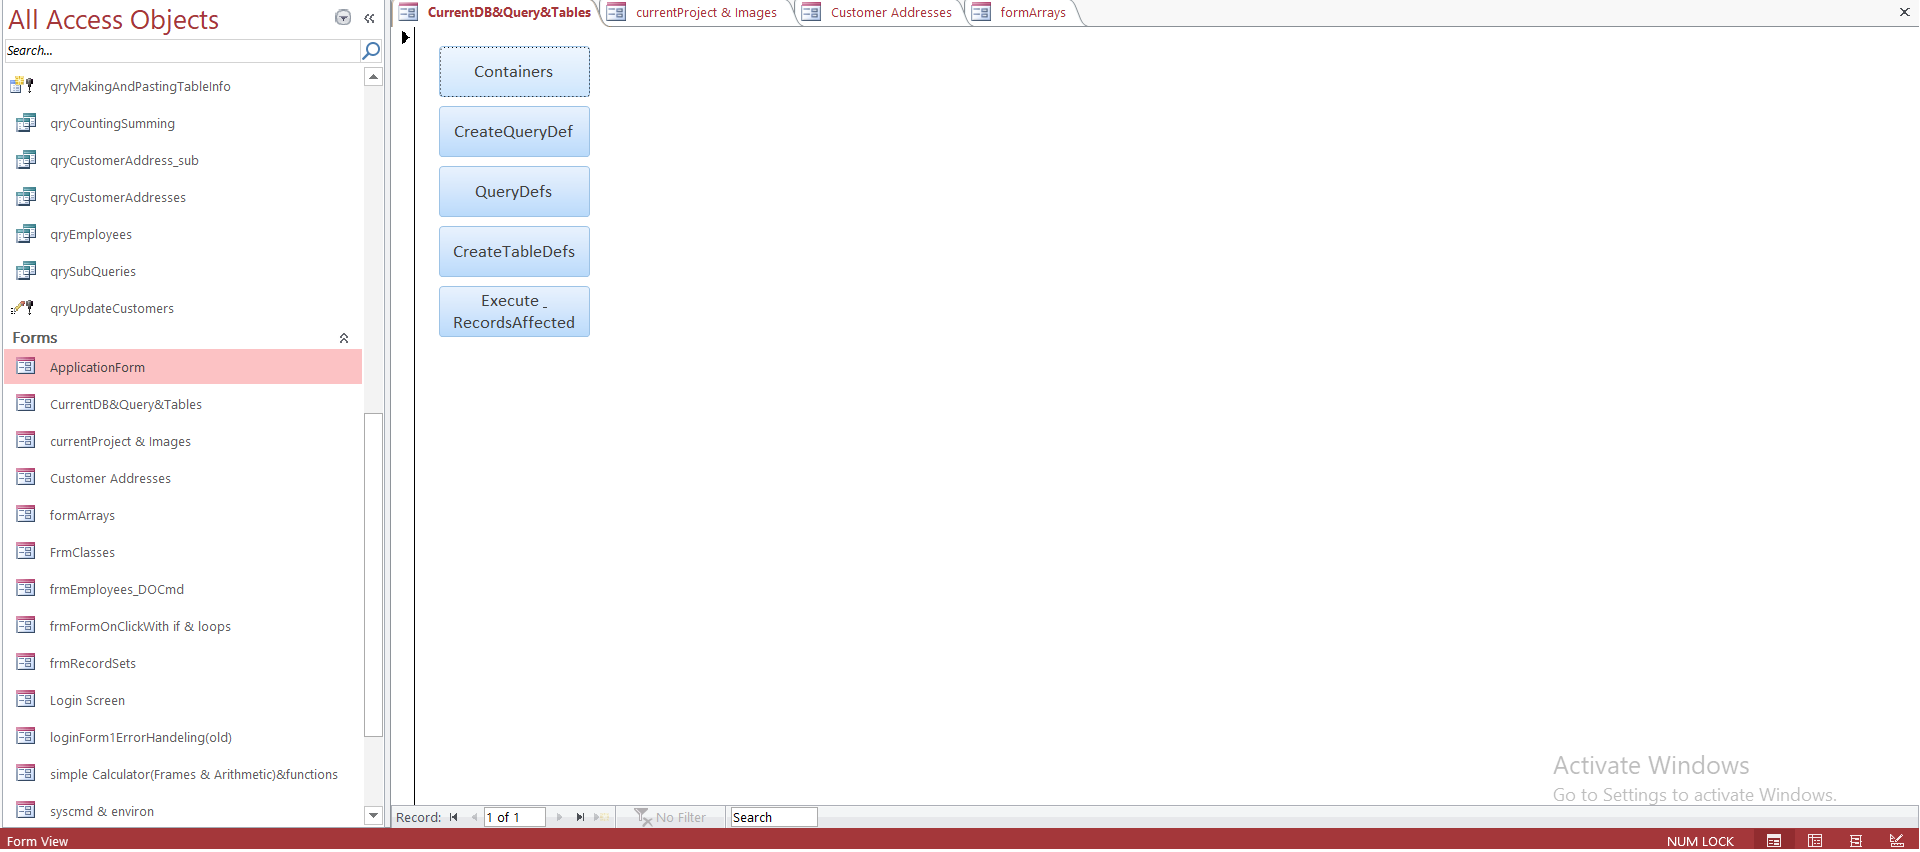 All Access Objects
Search...
qryMakingAndPastingTableInfo
qryCountingSumming
qryCustomerAddress_sub
qryCustomerAddresses
qryEmployees
qrySubQueries
qryUpdateCustomers
Forms
ApplicationForm
CurrentDB&Query&Tables
currentProject & Images
Customer Addresses
formArrays
FrmClasses
frmEmployees_DOCmd
frmFormOnClickWith if & loops
frmRecordSets
Login Screen
loginForm1ErrorHandeling(old)
simple Calculator(Frames & Arithmetic)&functions
syscmd & environ
CurrentDB&Query&Tables
currentProject & Images
Customer Addresses
formArrays
Containers
CreateQueryDef
QueryDefs
CreateTableDefs
Execute _
RecordsAffected
Activate Windows
Go to Settings to activate Windows.
Record: 1 of 1 No Filter Search
Form View
NUM LOCK